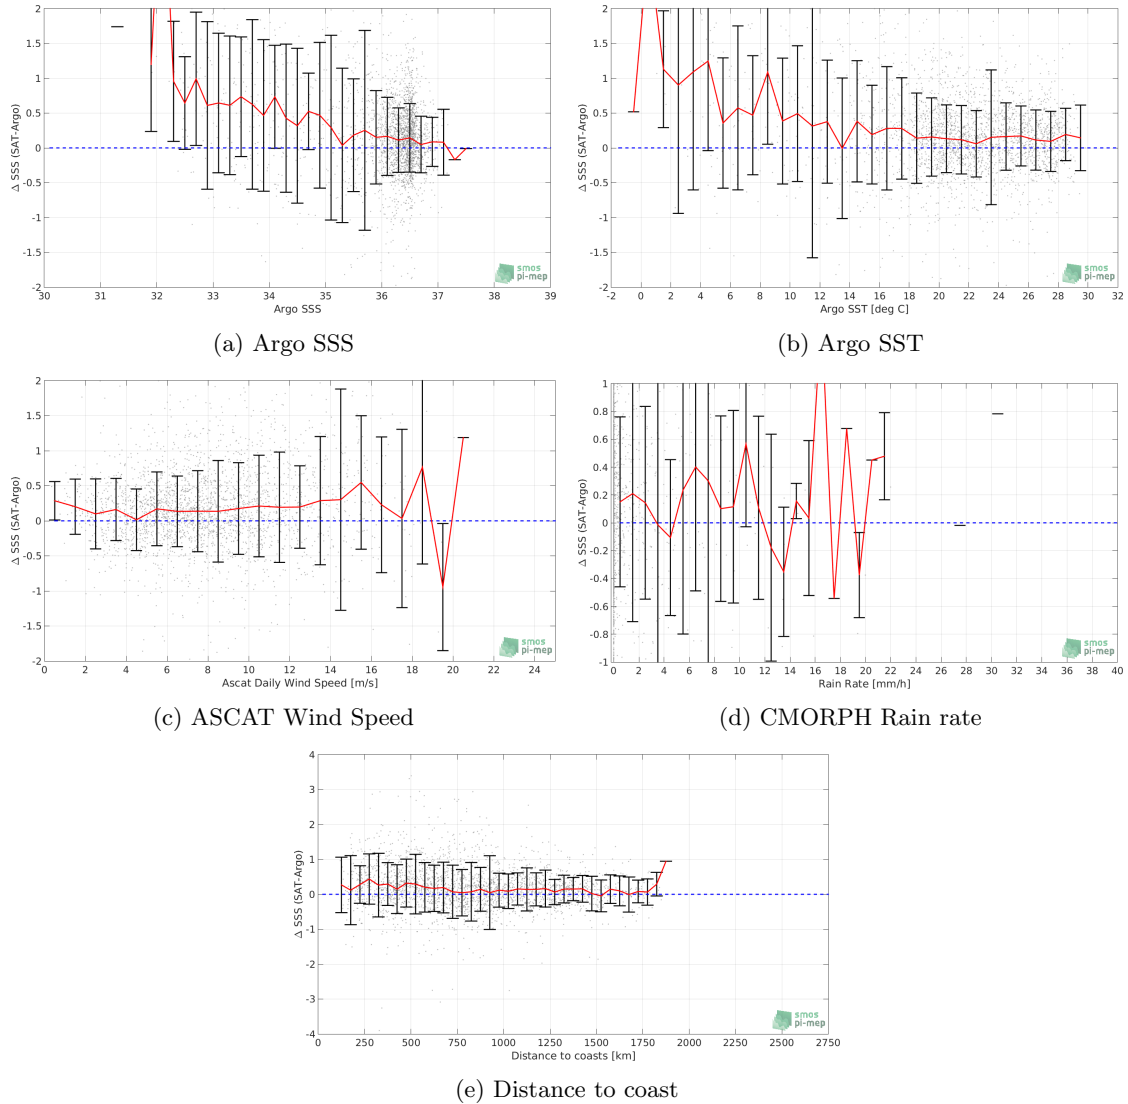 2
1.5
1
0.5
0
-0.5
-1
-1.5
-2
Δ SSS (SAT-Argo)
30 31 32 33 34 35 36 37 38 39
Argo SSS
smos
pi-mep
(a) Argo SSS
2
1.5
1
0.5
0
-0.5
-1
-1.5
-2
Δ SSS (SAT-Argo)
-2 0 2 4 6 8 10 12 14 16 18 20 22 24 26 28 30 32
Argo SST [deg C]
smos
pi-mep
(b) Argo SST
2
1.5
1
0.5
0
-0.5
-1
-1.5
-2
Δ SSS (SAT-Argo)
0 2 4 6 8 10 12 14 16 18 20 22 24
Ascat Daily Wind Speed [m/s]
smos
pi-mep
(c) ASCAT Wind Speed
1
0.8
0.6
0.4
0.2
0
-0.2
-0.4
-0.6
-0.8
-1
Δ SSS (SAT-Argo)
0 2 4 6 8 10 12 14 16 18 20 22 24 26 28 30 32 34 36 38 40
Rain Rate [mm/h]
smos
pi-mep
(d) CMORPH Rain rate
4
3
2
1
0
-1
-2
-3
-4
Δ SSS (SAT-Argo)
0 250 500 750 1000 1250 1500 1750 2000 2250 2500 2750
Distance to coasts [km]
smos
pi-mep
(e) Distance to coast